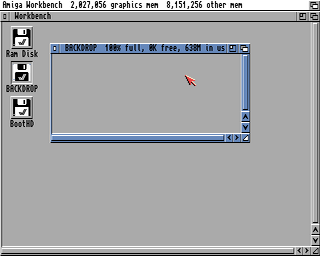 Amiga Workbench 2,027,056 graphics mem 8,151,256 other mem
Workbench
Ram Disk
BACKDROP 100% full, 0K free, 638M in us
BACKDROP
BootHD